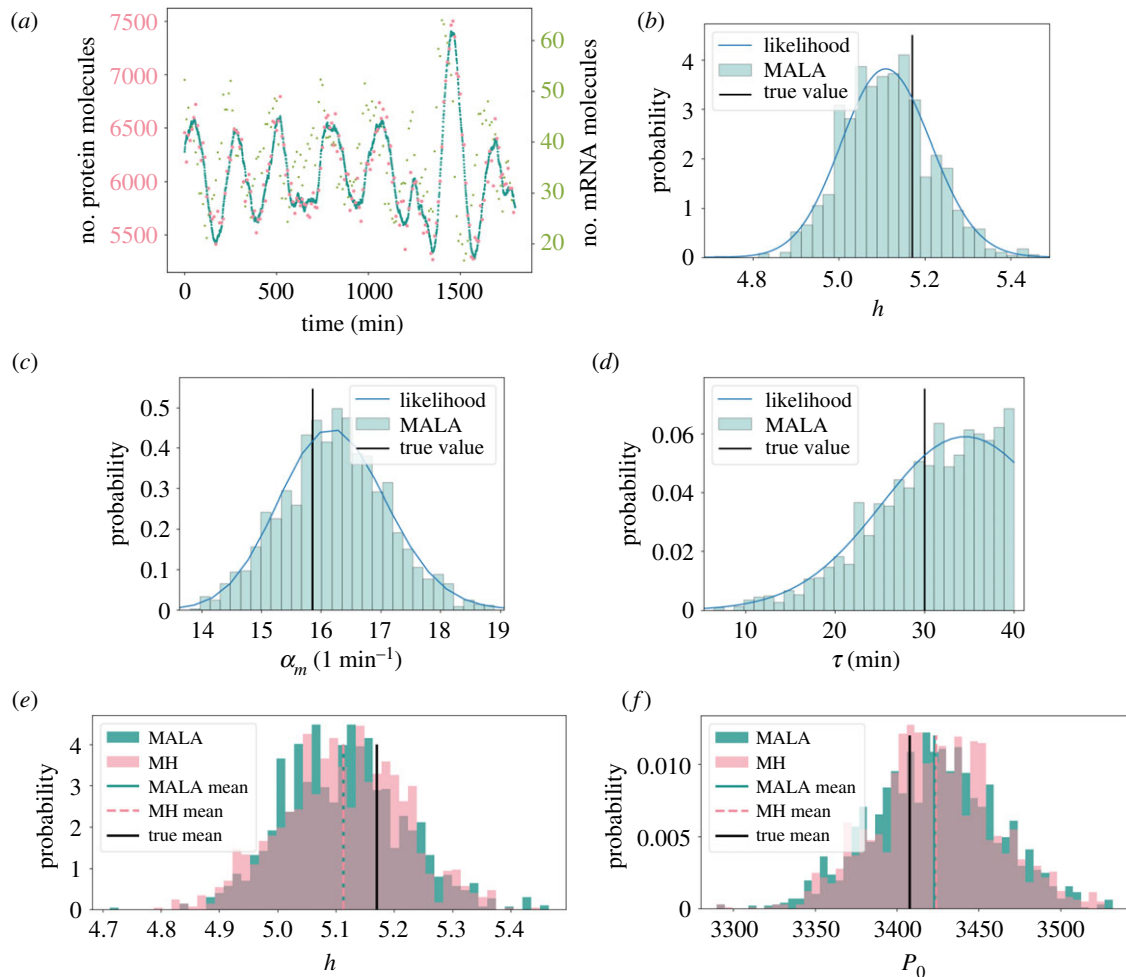 (a)
7500
7000
6500
6000
5500
no. protein molecules
60
50
40
30
20
no. mRNA molecules
0 500 1000 1500
time (min)
(b)
likelihood
MALA
true value
4
3
2
1
0
probability
4.8 5.0 5.2 5.4
h
(c)
likelihood
MALA
true value
0.5
0.4
0.3
0.2
0.1
0
probability
14 15 16 17 18 19
α_m (1 min⁻¹)
(d)
likelihood
MALA
true value
0.06
0.04
0.02
0
probability
10 20 30 40
τ (min)
(e)
MALA
MH
MALA mean
MH mean
true mean
4
3
2
1
0
probability
4.7 4.8 4.9 5.0 5.1 5.2 5.3 5.4
h
(f)
MALA
MH
MALA mean
MH mean
true mean
0.010
0.005
0
probability
3300 3350 3400 3450 3500
P_0